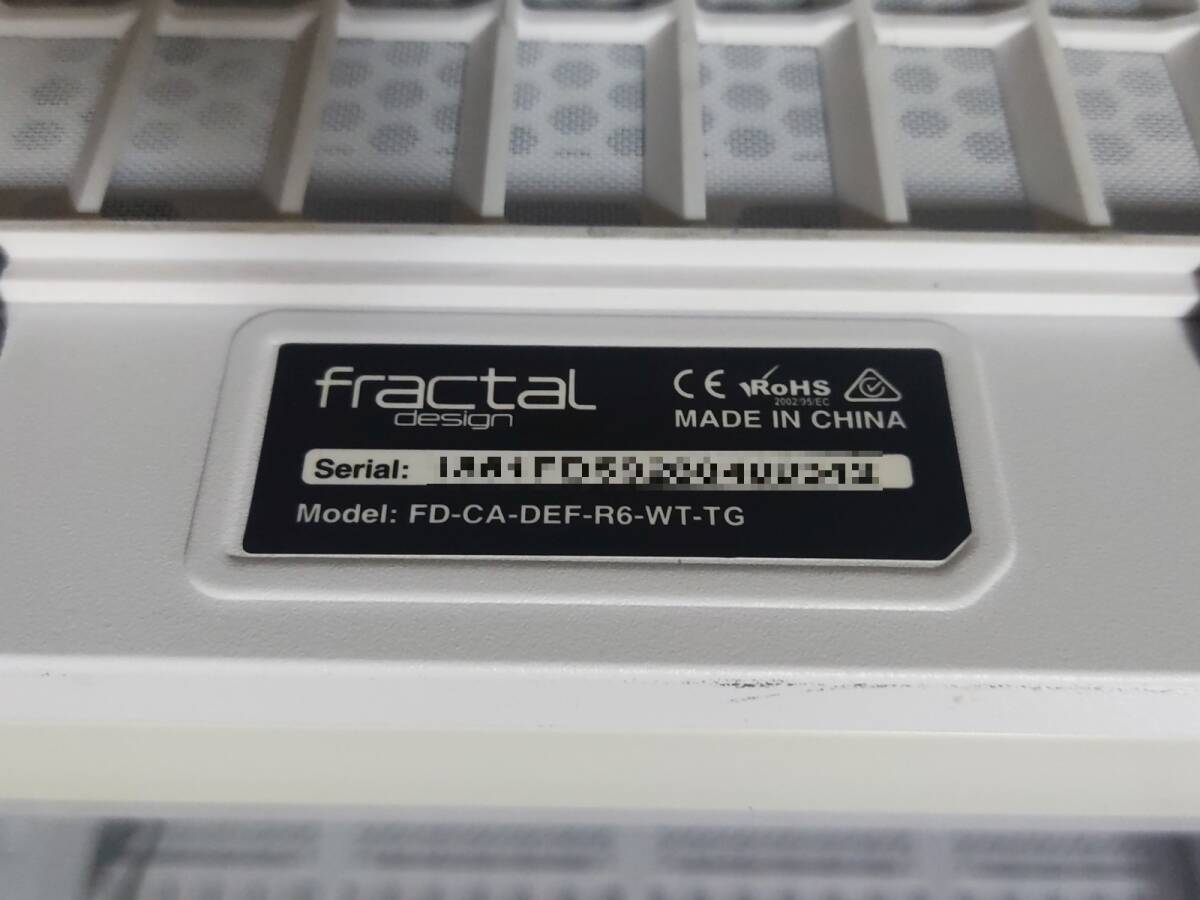 fractal
design
CE RoHS
2002/95/EC
MADE IN CHINA
Serial:
Model: FD-CA-DEF-R6-WT-TG